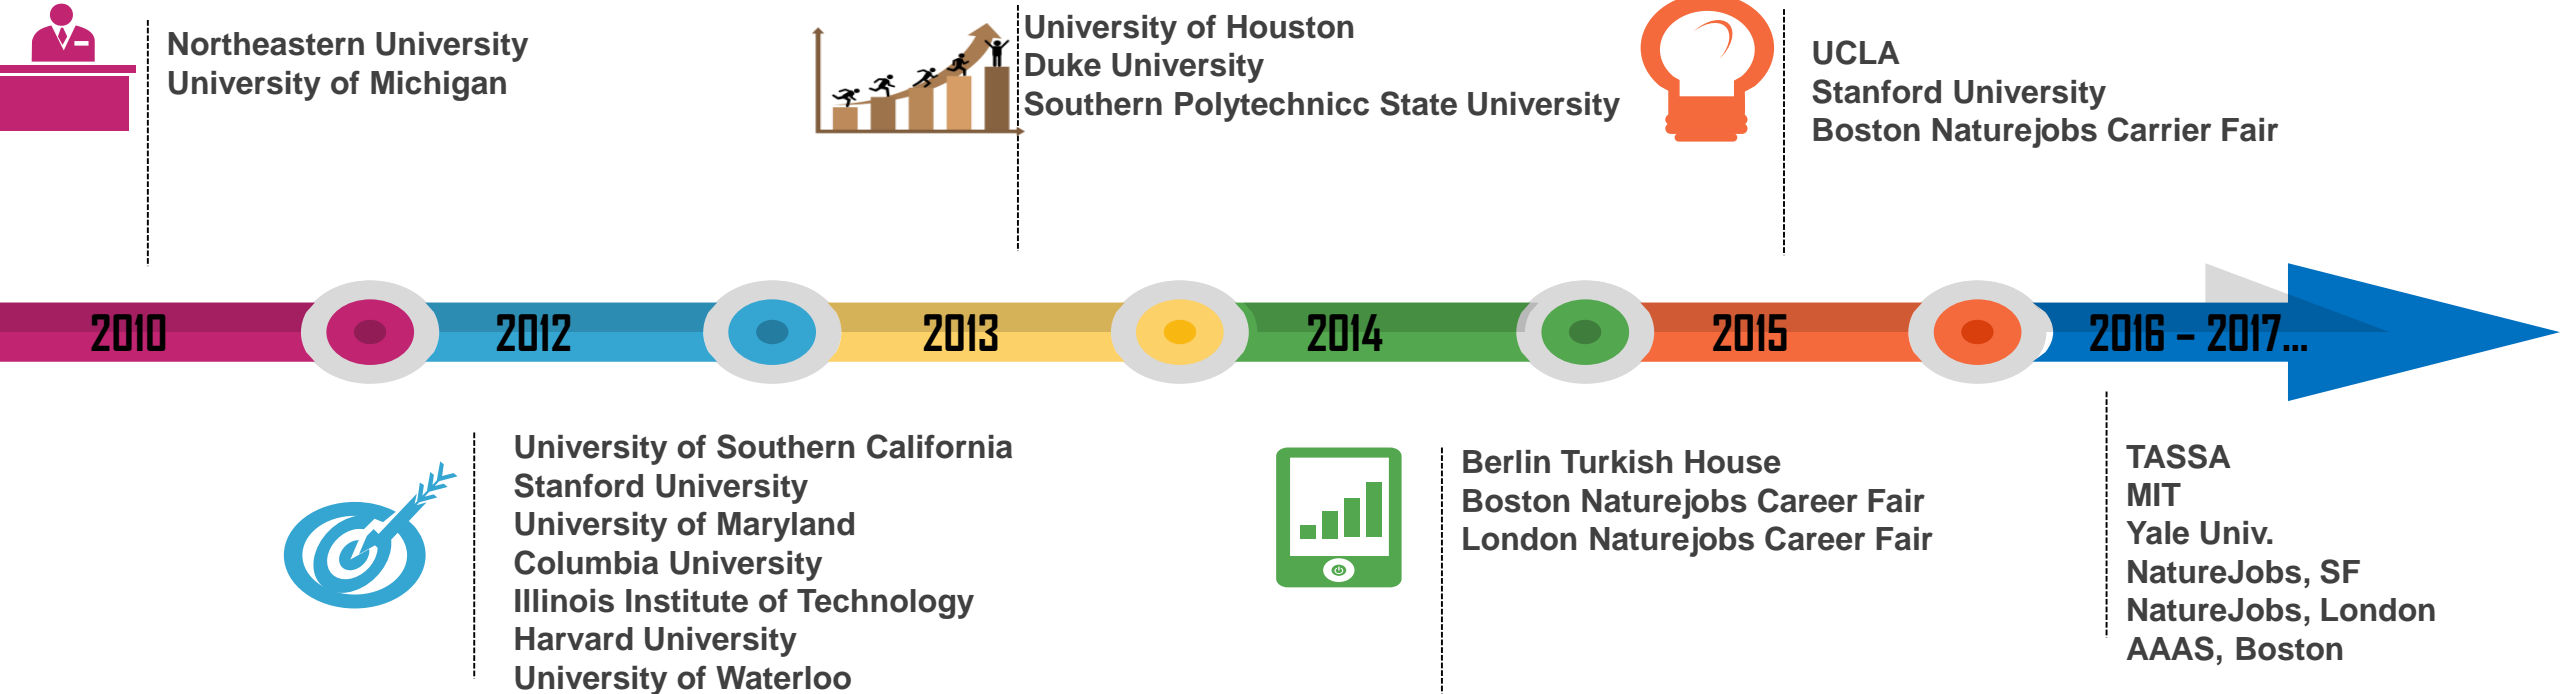 Northeastern University
University of Michigan
University of Houston
Duke University
Southern Polytechnicc State University
UCLA
Stanford University
Boston Naturejobs Carrier Fair
2010
2012
2013
2014
2015
2016 – 2017...
University of Southern California
Stanford University
University of Maryland
Columbia University
Illinois Institute of Technology
Harvard University
University of Waterloo
Berlin Turkish House
Boston Naturejobs Career Fair
London Naturejobs Career Fair
TASSA
MIT
Yale Univ.
NatureJobs, SF
NatureJobs, London
AAAS, Boston